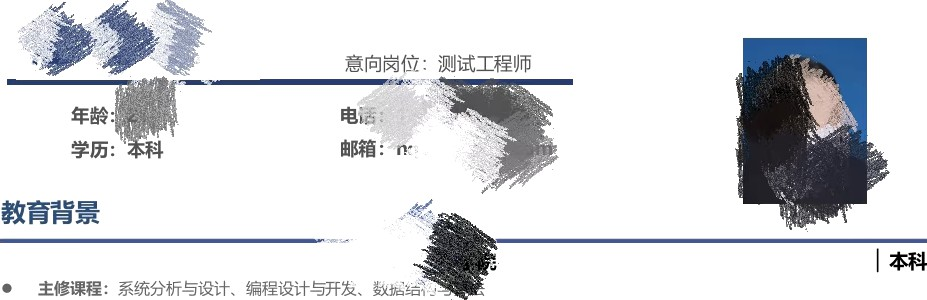 意向岗位：测试工程师
年龄：
电话：
学历：本科
邮箱：
教育背景
本科
主修课程：系统分析与设计、编程设计与开发、数据结构